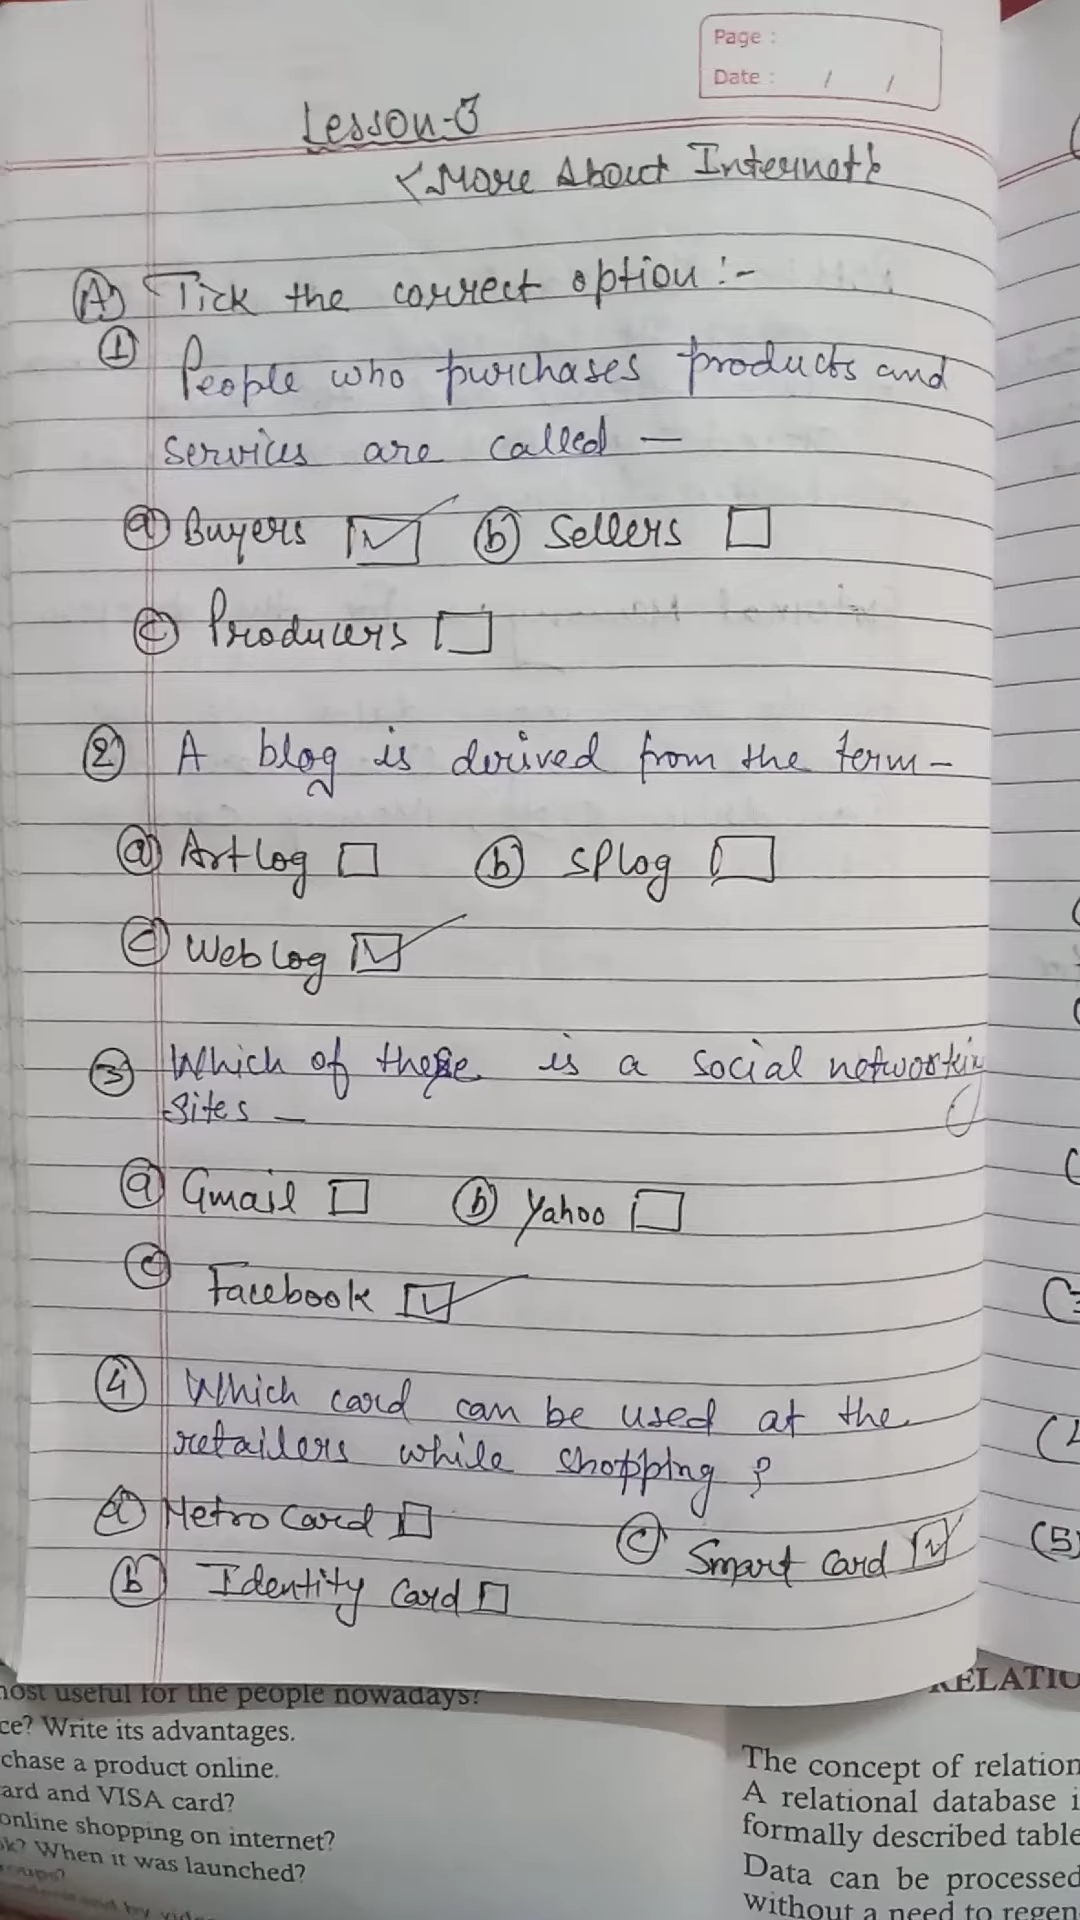 Page :
Date : / /
Lesson-3
<More About Internet>
(A) Tick the correct option :-
(1) People who purchases products and
services are called —
(a) Buyers (b) Sellers
(c) Producers
(2) A blog is derived from the term -
(a) Artlog (b) SPlog
(c) Weblog
(3) Which of these is a social networking
sites -
(a) Gmail (b) Yahoo
(c) Facebook
(4) Which card can be used at the
retailers while shopping ?
(a) Metro Card (c) Smart Card
(b) Identity Card
(5)
most useful for the people nowadays?
ce? Write its advantages.
chase a product online.
ard and VISA card?
online shopping on internet?
k? When it was launched?
RELATIO
The concept of relation
A relational database i
formally described table
Data can be processed
without a need to regen